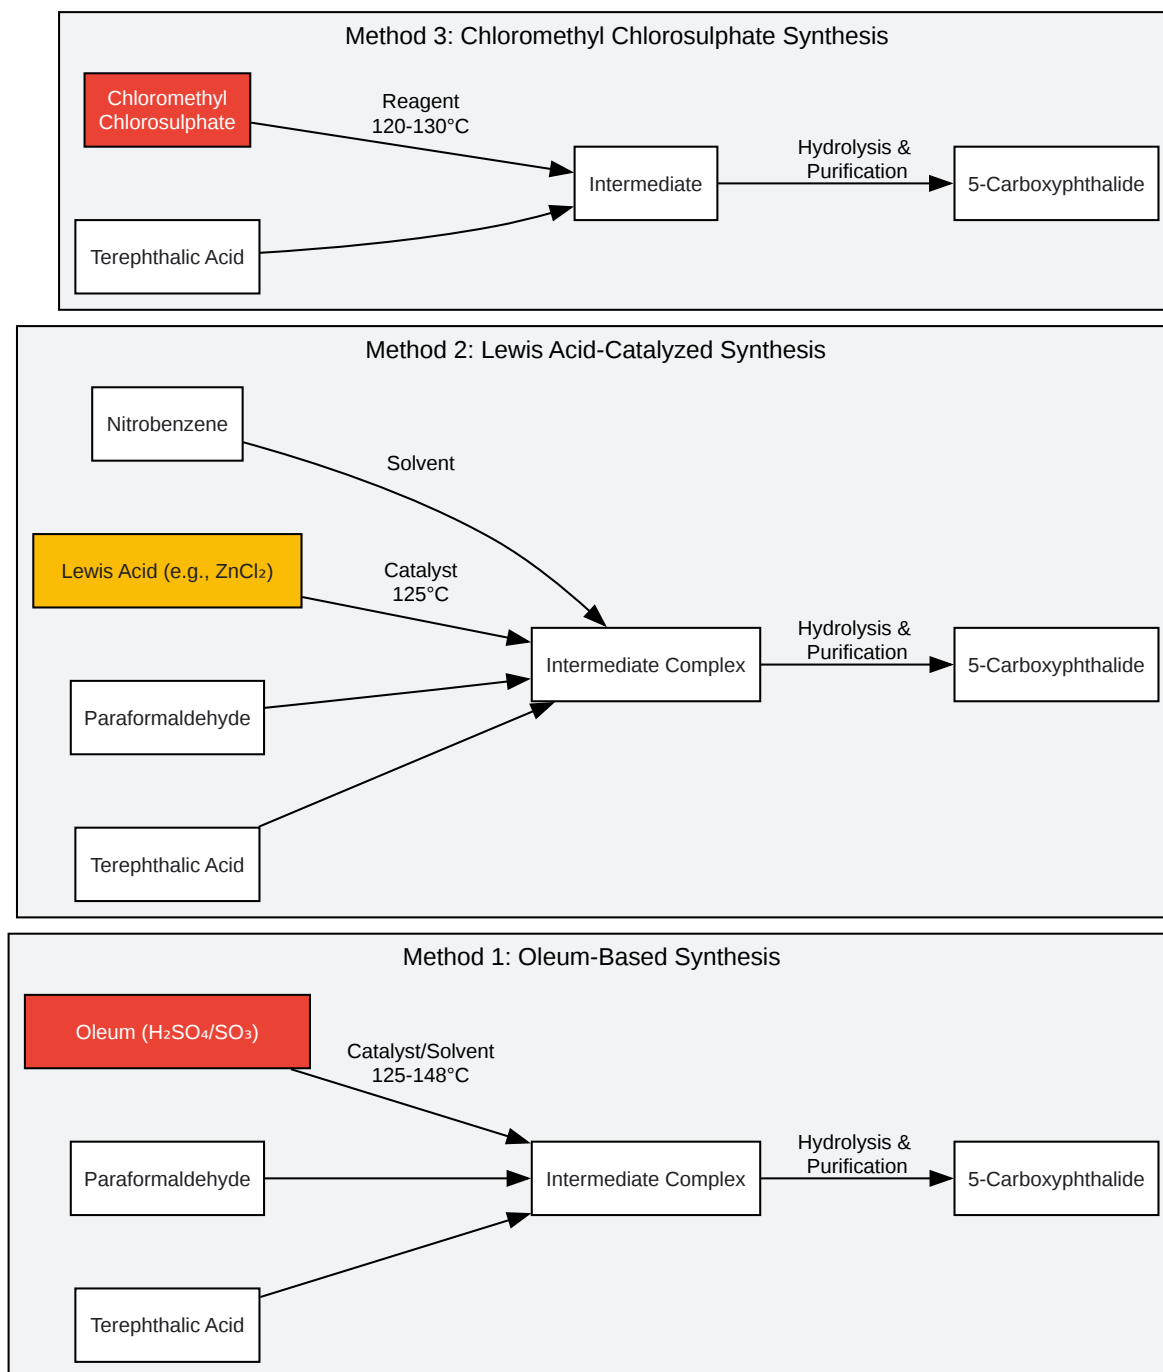 Method 3: Chloromethyl Chlorosulphate Synthesis
Chloromethyl
Chlorosulphate
Reagent
120-130°C
Terephthalic Acid
Intermediate
Hydrolysis &
Purification
5-Carboxyphthalide
Method 2: Lewis Acid-Catalyzed Synthesis
Nitrobenzene
Solvent
Lewis Acid (e.g., ZnCl₂)
Catalyst
125°C
Paraformaldehyde
Terephthalic Acid
Intermediate Complex
Hydrolysis &
Purification
5-Carboxyphthalide
Method 1: Oleum-Based Synthesis
Oleum (H₂SO₄/SO₃)
Catalyst/Solvent
125-148°C
Paraformaldehyde
Terephthalic Acid
Intermediate Complex
Hydrolysis &
Purification
5-Carboxyphthalide